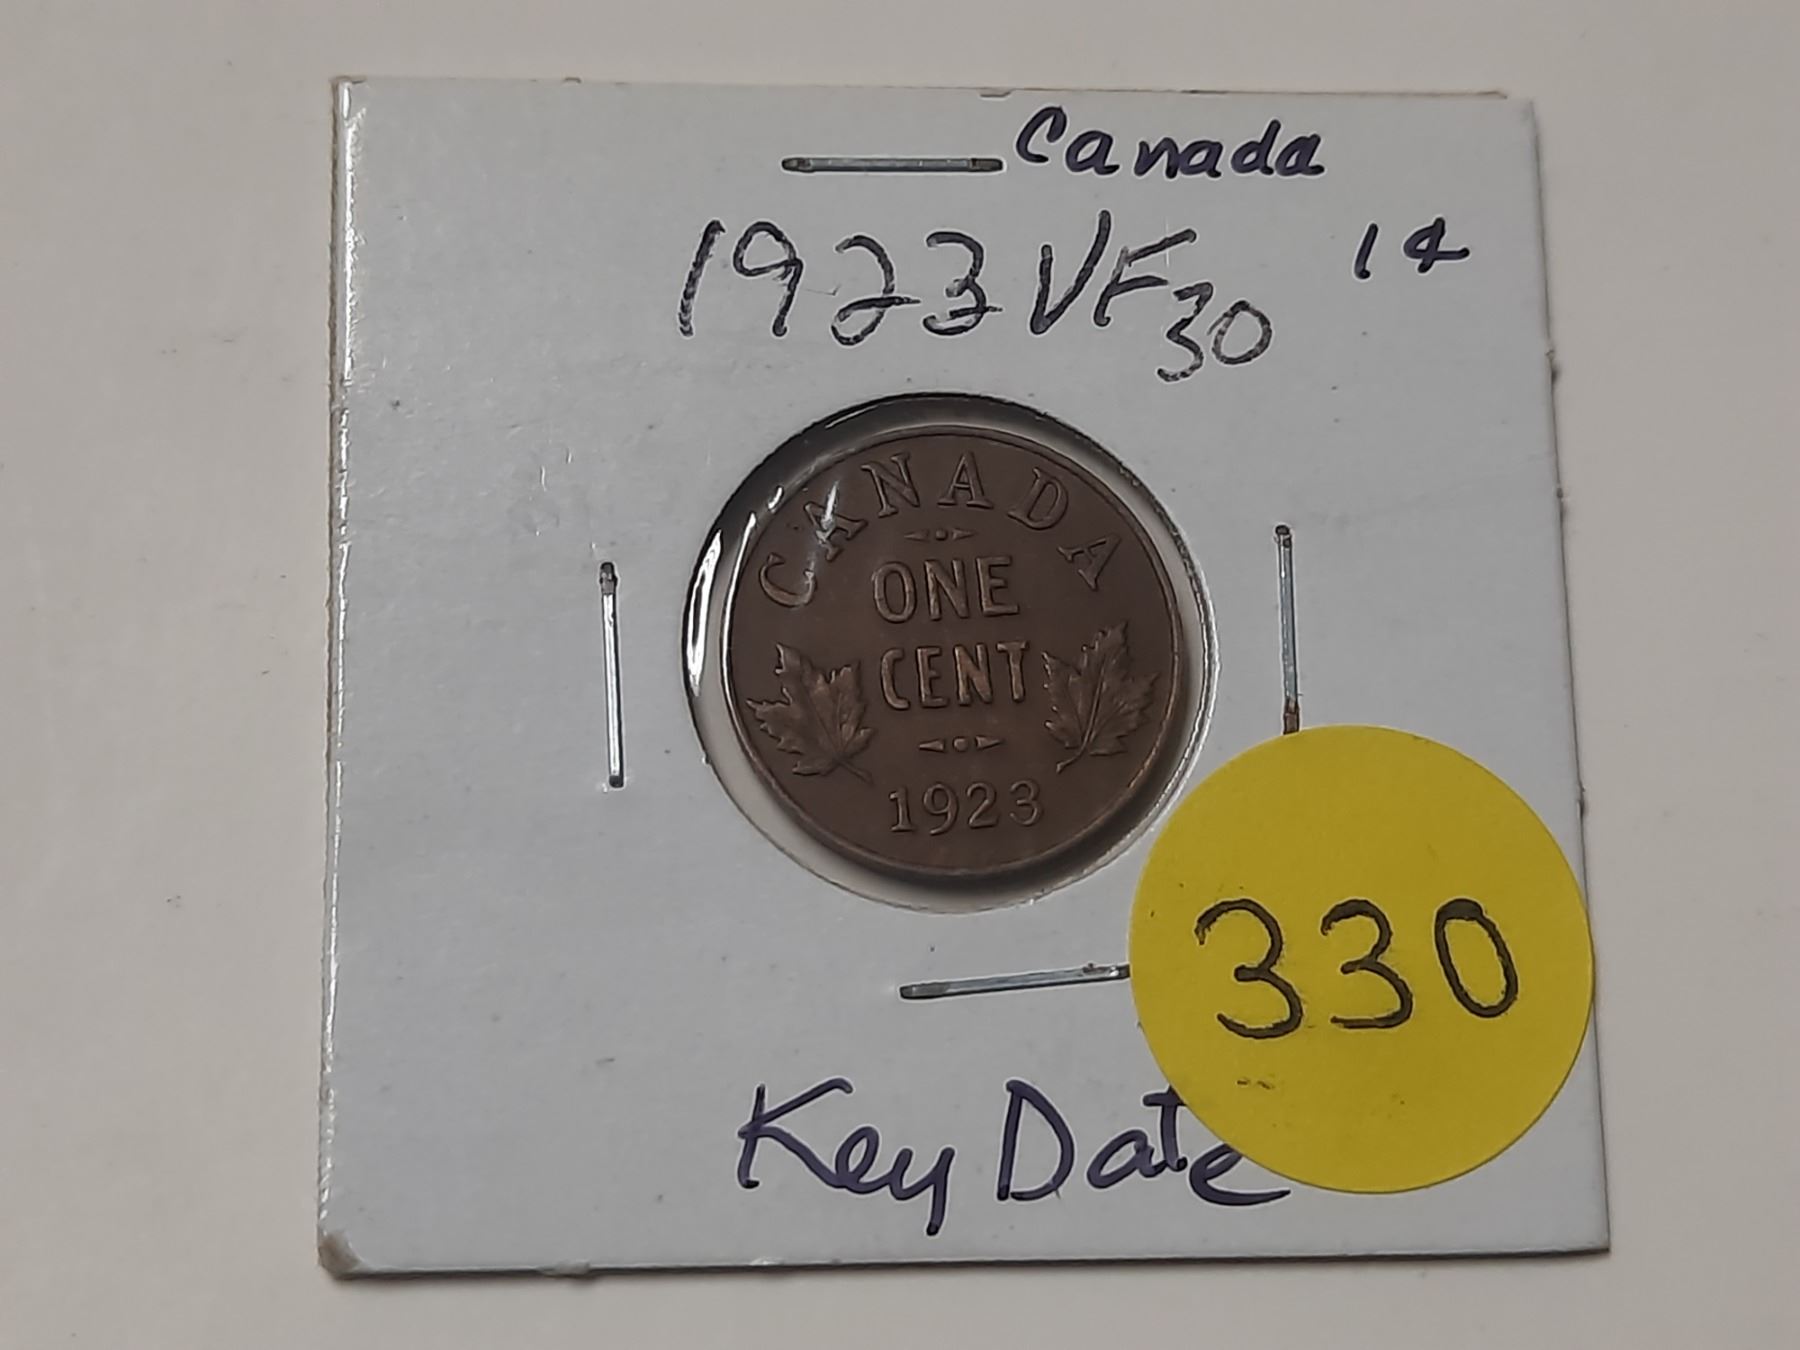 Canada
1923 VF30 1¢
CANADA
ONE
CENT
1923
330
Key Date